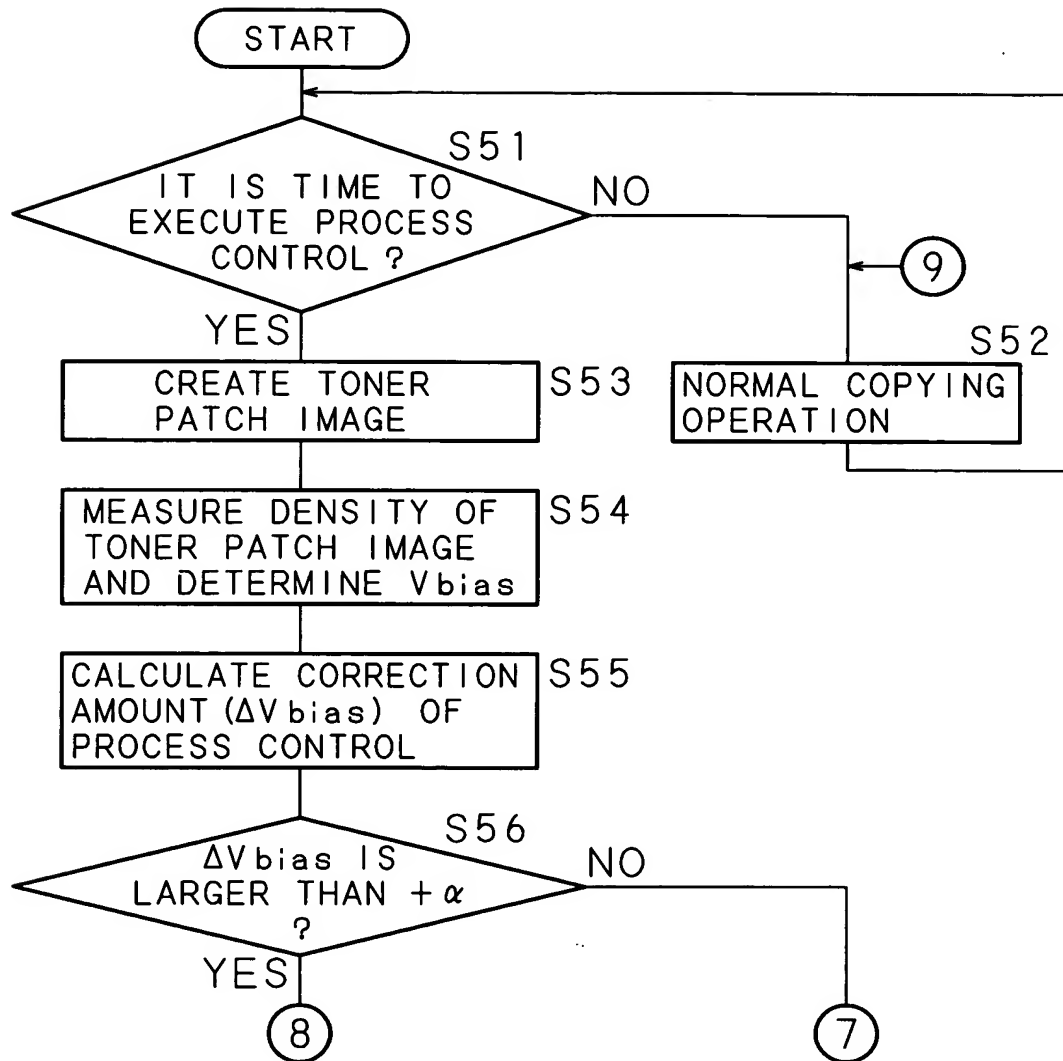 START
S51
IT IS TIME TO
EXECUTE PROCESS
CONTROL?
NO
9
YES
S52
NORMAL COPYING
OPERATION
S53
CREATE TONER
PATCH IMAGE
S54
MEASURE DENSITY OF
TONER PATCH IMAGE
AND DETERMINE Vbias
S55
CALCULATE CORRECTION
AMOUNT (ΔVbias) OF
PROCESS CONTROL
S56
ΔVbias IS
LARGER THAN +α
?
NO
YES
8
7